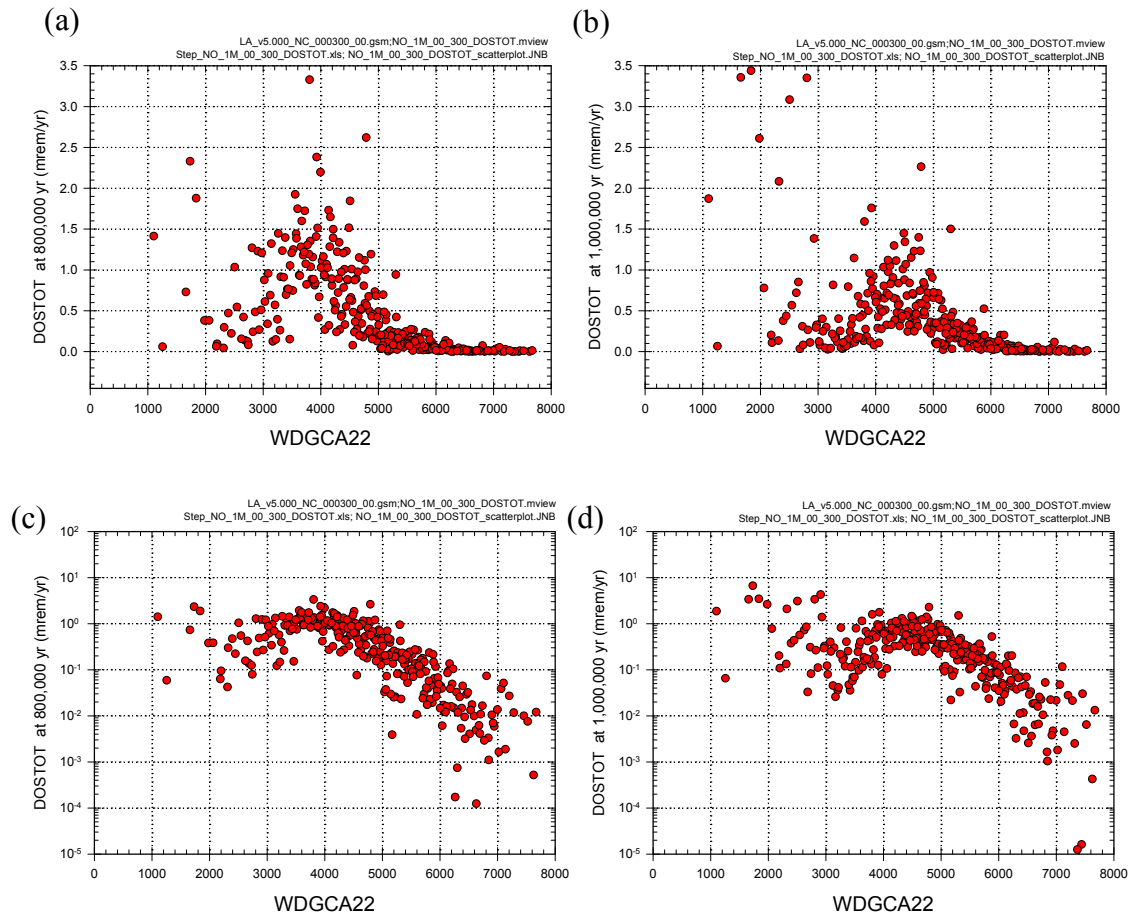 (a)
LA_v5.000_NC_000300_00.gsm;NO_1M_00_300_DOSTOT.mview
Step_NO_1M_00_300_DOSTOT.xls; NO_1M_00_300_DOSTOT_scatterplot.JNB
3.5
3.0
2.5
2.0
1.5
1.0
0.5
0.0
DOSTOT at 800,000 yr (mrem/yr)
0 1000 2000 3000 4000 5000 6000 7000 8000
WDGCA22
(b)
LA_v5.000_NC_000300_00.gsm;NO_1M_00_300_DOSTOT.mview
Step_NO_1M_00_300_DOSTOT.xls; NO_1M_00_300_DOSTOT_scatterplot.JNB
3.5
3.0
2.5
2.0
1.5
1.0
0.5
0.0
DOSTOT at 1,000,000 yr (mrem/yr)
0 1000 2000 3000 4000 5000 6000 7000 8000
WDGCA22
(c)
LA_v5.000_NC_000300_00.gsm;NO_1M_00_300_DOSTOT.mview
Step_NO_1M_00_300_DOSTOT.xls; NO_1M_00_300_DOSTOT_scatterplot.JNB
10²
10¹
10⁰
10⁻¹
10⁻²
10⁻³
10⁻⁴
10⁻⁵
DOSTOT at 800,000 yr (mrem/yr)
0 1000 2000 3000 4000 5000 6000 7000 8000
WDGCA22
(d)
LA_v5.000_NC_000300_00.gsm;NO_1M_00_300_DOSTOT.mview
Step_NO_1M_00_300_DOSTOT.xls; NO_1M_00_300_DOSTOT_scatterplot.JNB
10²
10¹
10⁰
10⁻¹
10⁻²
10⁻³
10⁻⁴
10⁻⁵
DOSTOT at 1,000,000 yr (mrem/yr)
0 1000 2000 3000 4000 5000 6000 7000 8000
WDGCA22